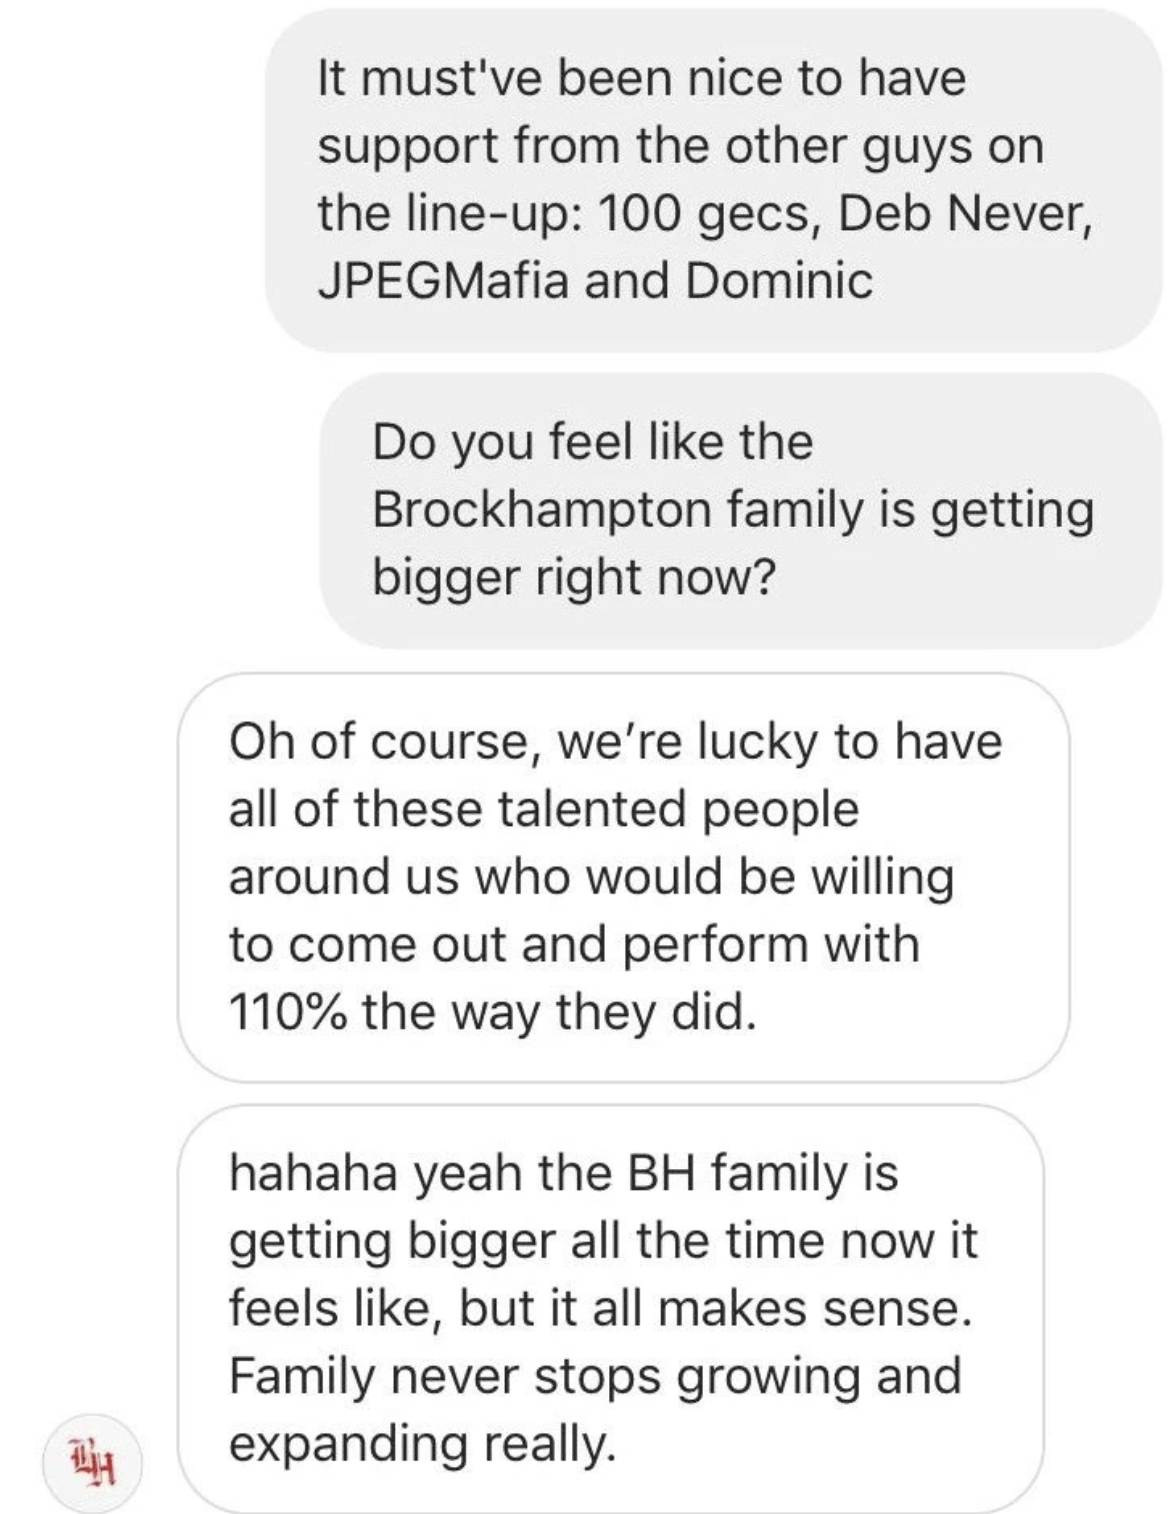 It must've been nice to have
support from the other guys on
the line-up: 100 gecs, Deb Never,
JPEGMafia and Dominic
Do you feel like the
Brockhampton family is getting
bigger right now?
Oh of course, we’re lucky to have
all of these talented people
around us who would be willing
to come out and perform with
110% the way they did.
hahaha yeah the BH family is
getting bigger all the time now it
feels like, but it all makes sense.
Family never stops growing and
expanding really.
BH